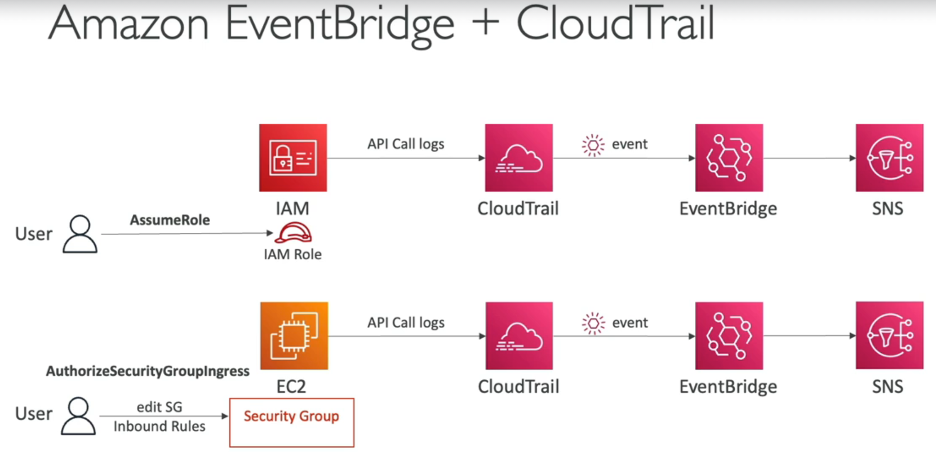 Amazon EventBridge + CloudTrail
API Call logs
event
IAM
CloudTrail
EventBridge
SNS
User
AssumeRole
IAM Role
API Call logs
event
AuthorizeSecurityGroupIngress
EC2
CloudTrail
EventBridge
SNS
User
edit SG
Inbound Rules
Security Group